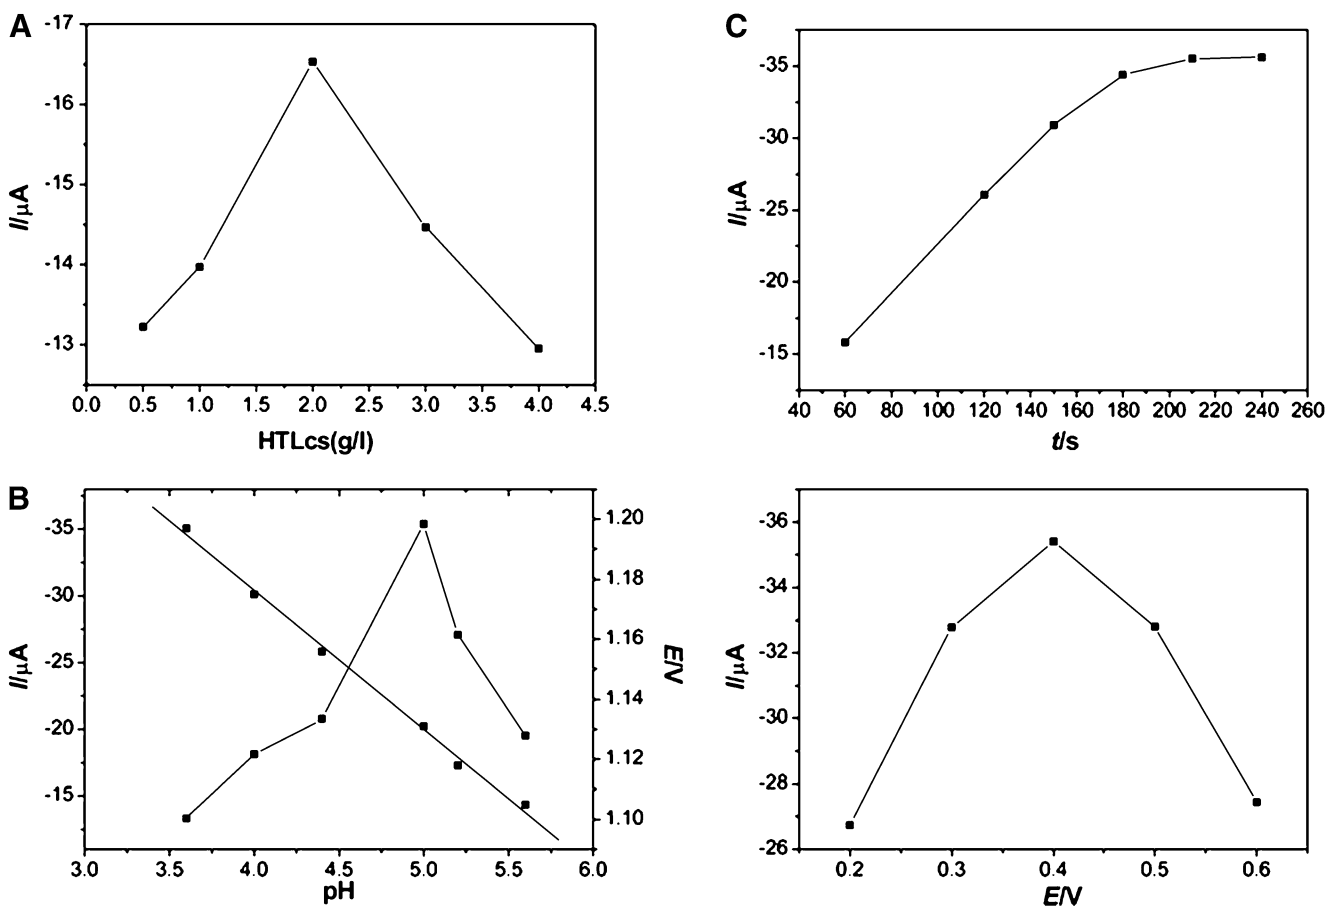 A
-17
-16
-15
-14
-13
I/μA
0.0 0.5 1.0 1.5 2.0 2.5 3.0 3.5 4.0 4.5
HTLcs(g/l)
C
-35
-30
-25
-20
-15
I/μA
40 60 80 100 120 140 160 180 200 220 240 260
t/s
B
-35
-30
-25
-20
-15
I/μA
1.20
1.18
1.16
1.14
1.12
1.10
E/V
3.0 3.5 4.0 4.5 5.0 5.5 6.0
pH
-36
-34
-32
-30
-28
-26
I/μA
0.2 0.3 0.4 0.5 0.6
E/V